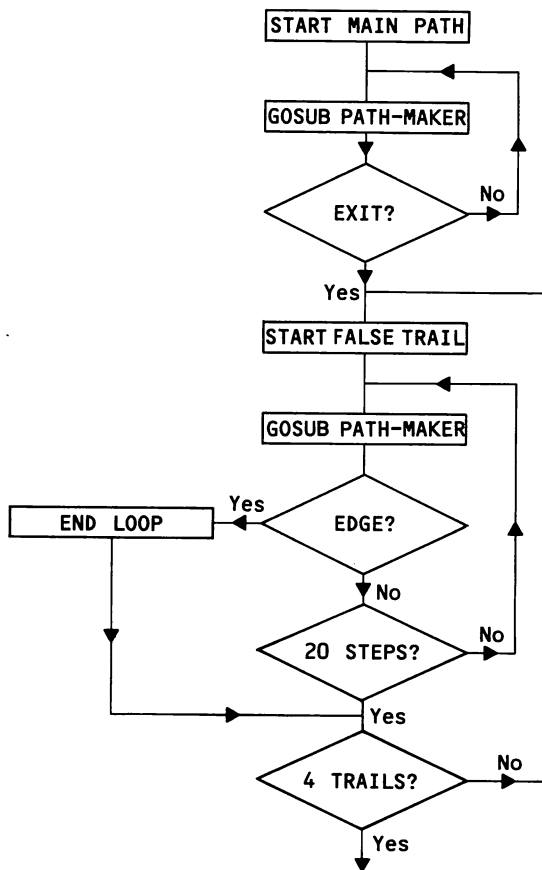 START MAIN PATH
GOSUB PATH-MAKER
No
EXIT?
Yes
START FALSE TRAIL
GOSUB PATH-MAKER
Yes
END LOOP
EDGE?
No
20 STEPS?
No
Yes
No
4 TRAILS?
Yes